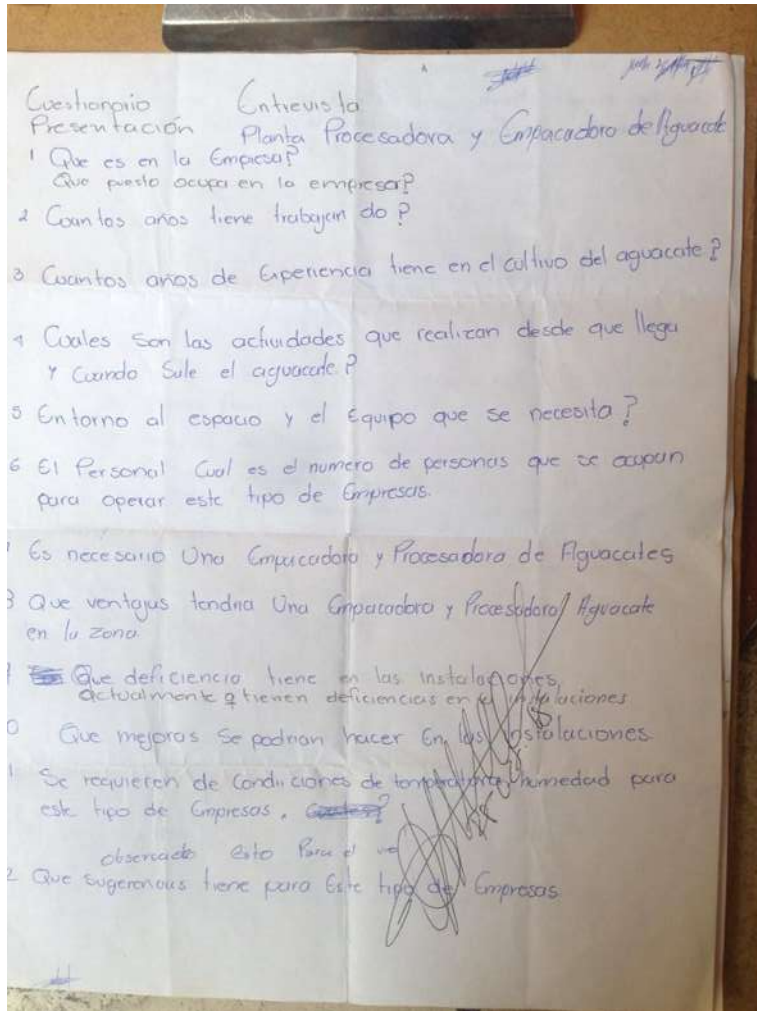 Cuestionario Entrevista
Presentación Planta Procesadora y Empacadora de Aguacate
1 Que es en la Empresa?
Que puesto ocupa en la empresa?
2 Cuantos años tiene trabajan do?
3 Cuantos años de Experiencia tiene en el cultivo del aguacate?
4 Cuales son las actividades que realizan desde que llega
y Cuando Sale el aguacate?
5 Entorno al espacio y el Equipo que se necesita?
6 El Personal Cual es el numero de personas que se ocupan
para operar este tipo de Empresas.
Es necesario Una Empacadora y Procesadora de Aguacates
Que ventajas tendria Una Empacadora y Procesadora Aguacate
en la zona.
Que deficiencia tiene en las instalaciones,
actualmente tienen deficiencias en instalaciones
Que mejoras Se podrian hacer En las Instalaciones.
Se requieren de Condiciones de temperatura, humedad para
este tipo de Empresas.
observado esto Para el
2 Que sugerencias tiene para Este tipo de Empresas